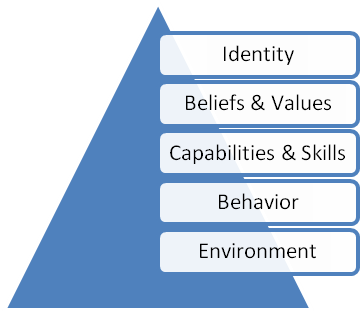 Identity
Beliefs & Values
Capabilities & Skills
Behavior
Environment